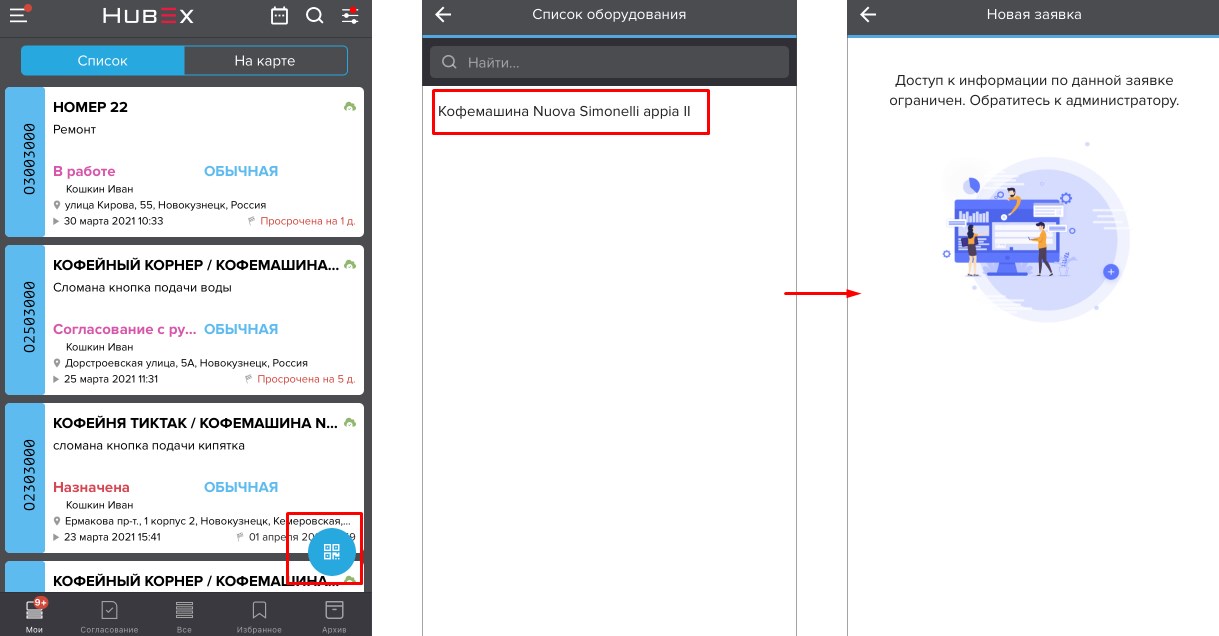 HUBEX
Список
На карте
03003000
НОМЕР 22
Ремонт
В работе
ОБЫЧНАЯ
Кошкин Иван
улица Кирова, 55, Новокузнецк, Россия
30 марта 2021 10:33
Просрочена на 1 д.
02503000
КОФЕЙНЫЙ КОРНЕР / КОФЕМАШИНА...
Сломана кнопка подачи воды
Согласование с ру...
ОБЫЧНАЯ
Кошкин Иван
Дорстроевская улица, 5А, Новокузнецк, Россия
25 марта 2021 11:31
Просрочена на 5 д.
02303000
КОФЕЙНЯ ТИКТАК / КОФЕМАШИНА N...
сломана кнопка подачи кипятка
Назначена
ОБЫЧНАЯ
Кошкин Иван
Ермакова пр-т., 1 корпус 2, Новокузнецк, Кемеровская,...
23 марта 2021 15:41
01 апреля
КОФЕЙНЫЙ КОРНЕР / КОФЕМАШИНА...
9+
Мои
Согласование
Все
Избранное
Архив
Список оборудования
Найти...
Кофемашина Nuova Simonelli appia II
Новая заявка
Доступ к информации по данной заявке
ограничен. Обратитесь к администратору.